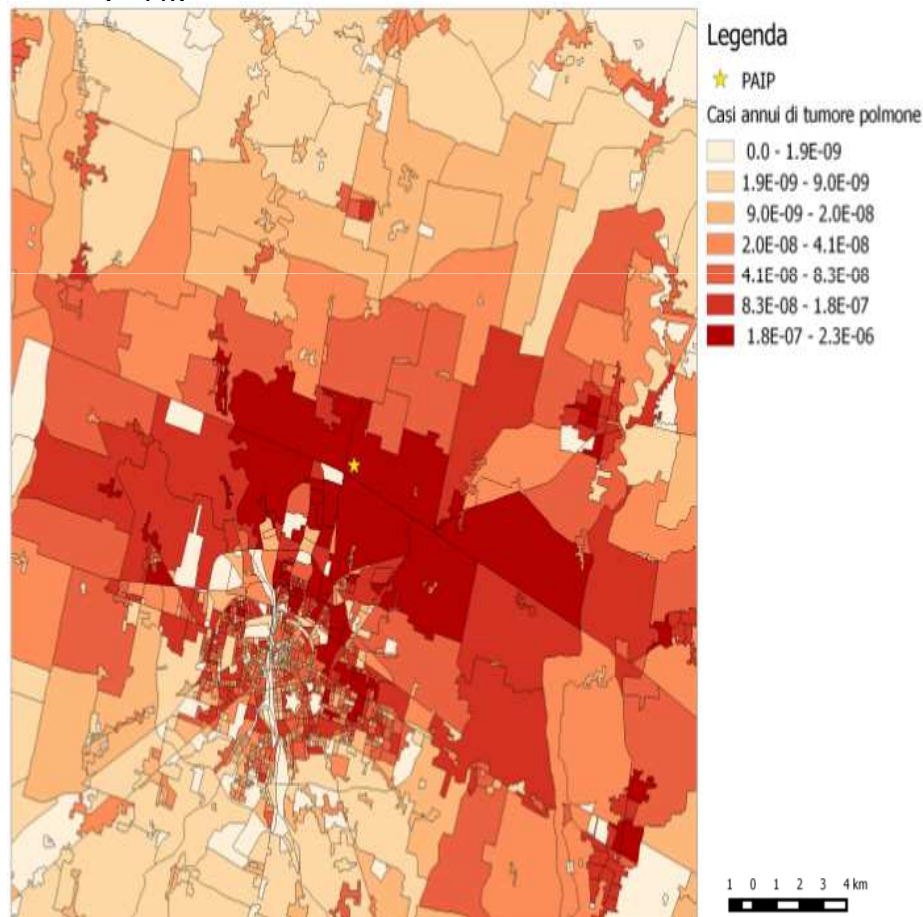 Legenda
PAIP
Casi annui di tumore polmone
0.0 - 1.9E-09
1.9E-09 - 9.0E-09
9.0E-09 - 2.0E-08
2.0E-08 - 4.1E-08
4.1E-08 - 8.3E-08
8.3E-08 - 1.8E-07
1.8E-07 - 2.3E-06
1 0 1 2 3 4 km